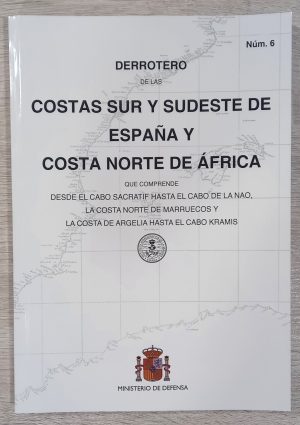 Núm. 6
DERROTERO
DE LAS
COSTAS SUR Y SUDESTE DE
ESPAÑA Y
COSTA NORTE DE ÁFRICA
QUE COMPRENDE
DESDE EL CABO SACRATIF HASTA EL CABO DE LA NAO,
LA COSTA NORTE DE MARRUECOS Y
LA COSTA DE ARGELIA HASTA EL CABO KRAMIS
MINISTERIO DE DEFENSA